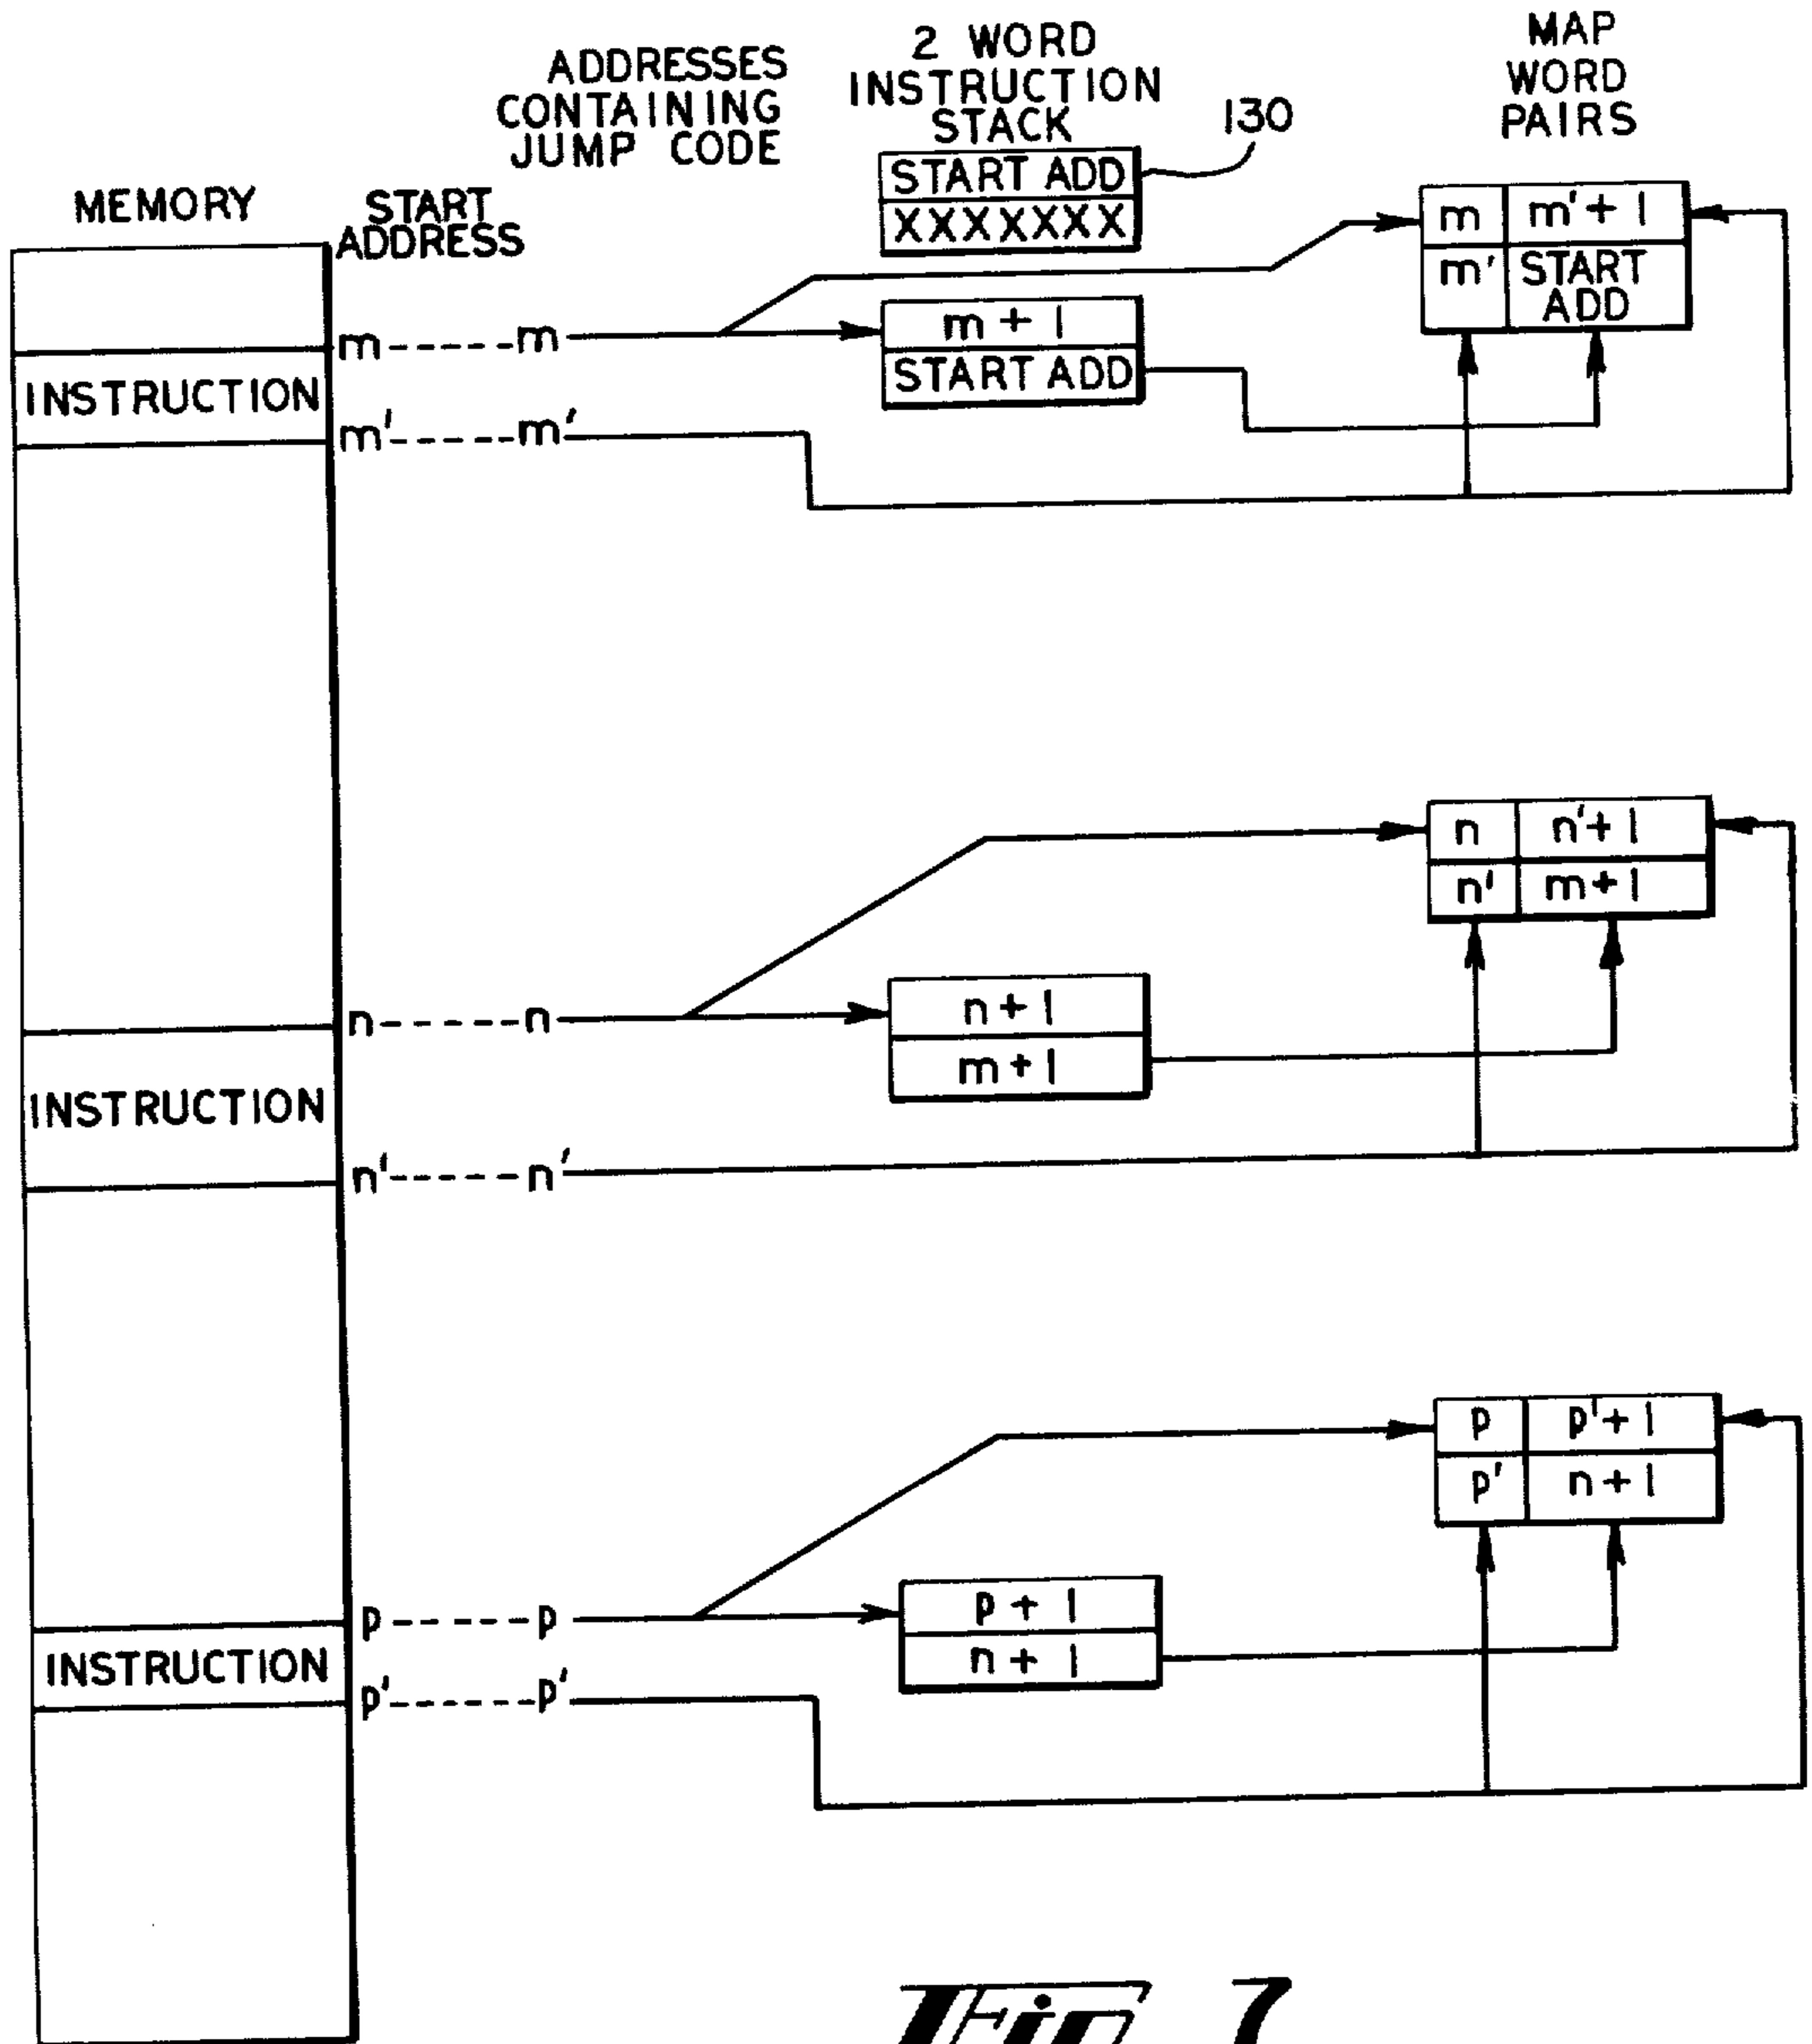 ADDRESSES
CONTAINING
JUMP CODE
2 WORD
INSTRUCTION
STACK
MAP
WORD
PAIRS
130
MEMORY
START
ADDRESS
START ADD
XXXXXXX
m | m'+1
m' | START
ADD
m-----m
m+1
START ADD
INSTRUCTION
m'-----m'
n | n'+1
n' | m+1
n-----n
n+1
m+1
INSTRUCTION
n'-----n'
p | p'+1
p' | n+1
p-----p
p+1
n+1
INSTRUCTION
p'-----p'
Fig 7